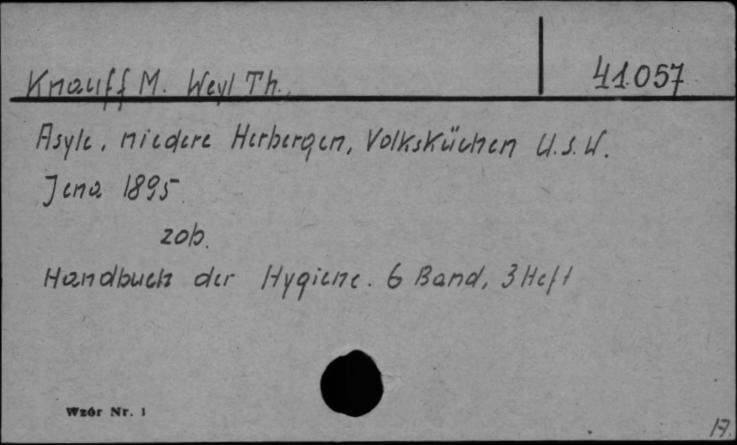 Knauff M. Weyl Th. 41.057
Asyle, niedere Herbergen, Volksküchen U.S.W.
Jena 1895
zob.
Handbuch der Hygiene. 6 Band, 3 Heft
Wzór Nr. 1
17.